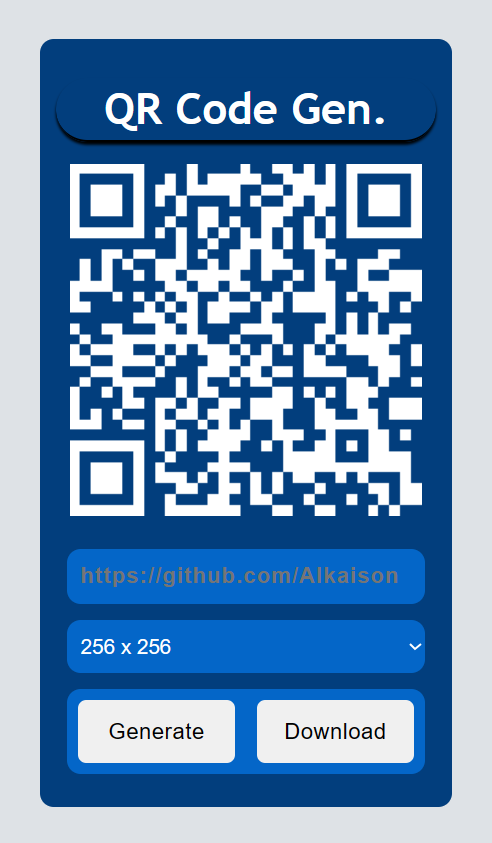 QR Code Gen.
https://github.com/Alkaison
256 x 256
Generate
Download